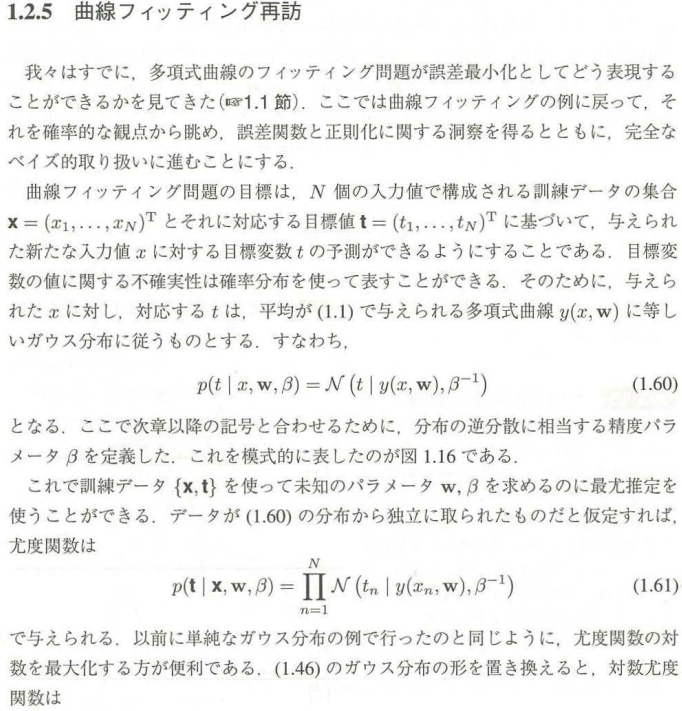 1.2.5 曲線フィッティング再訪
我々はすでに，多項式曲線のフィッティング問題が誤差最小化としてどう表現する
ことができるかを見てきた(☞1.1 節)．ここでは曲線フィッティングの例に戻って，そ
れを確率的な観点から眺め，誤差関数と正則化に関する洞察を得るとともに，完全な
ベイズ的取り扱いに進むことにする．
曲線フィッティング問題の目標は，N 個の入力値で構成される訓練データの集合
𝐱 = (x₁, . . . , x_N)ᵀ とそれに対応する目標値 𝐭 = (t₁, . . . , t_N)ᵀ に基づいて，与えられ
た新たな入力値 x に対する目標変数 t の予測ができるようにすることである．目標変
数の値に関する不確実性は確率分布を使って表すことができる．そのために，与えら
れた x に対し，対応する t は，平均が (1.1) で与えられる多項式曲線 y(x, w) に等し
いガウス分布に従うものとする．すなわち，
p(t | x, w, β) = N (t | y(x, w), β⁻¹) (1.60)
となる．ここで次章以降の記号と合わせるために，分布の逆分散に相当する精度パラ
メータ β を定義した．これを模式的に表したのが図 1.16 である．
これで訓練データ {𝐱, 𝐭} を使って未知のパラメータ w, β を求めるのに最尤推定を
使うことができる．データが (1.60) の分布から独立に取られたものだと仮定すれば，
尤度関数は
p(𝐭 | 𝐱, w, β) = ∏_{n=1}^{N} N (t_n | y(x_n, w), β⁻¹) (1.61)
で与えられる．以前に単純なガウス分布の例で行ったのと同じように，尤度関数の対
数を最大化する方が便利である．(1.46) のガウス分布の形を置き換えると，対数尤度
関数は